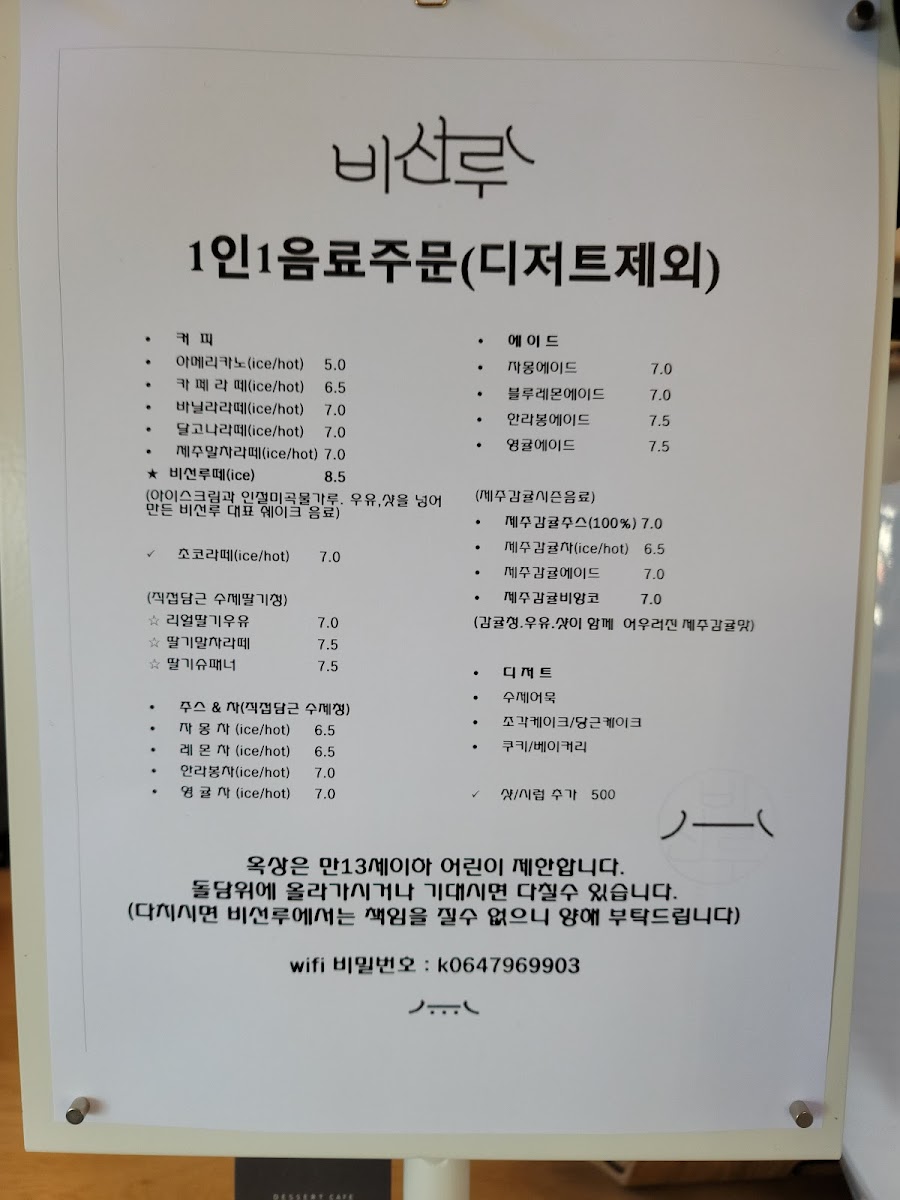 비선루
1인1음료주문(디저트제외)
• 커 피
• 아메리카노(ice/hot) 5.0
• 카 페 라 떼(ice/hot) 6.5
• 바닐라라떼(ice/hot) 7.0
• 달고나라떼(ice/hot) 7.0
• 제주말차라떼(ice/hot) 7.0
★ 비선루떼(ice) 8.5
(아이스크림과 인절미곡물가루. 우유,샷을 넣어
만든 비선루 대표 쉐이크 음료)
✓ 초코라떼(ice/hot) 7.0
(직접담근 수제딸기청)
☆ 리얼딸기우유 7.0
☆ 딸기말차라떼 7.5
☆ 딸기슈패너 7.5
• 주스 & 차(직접담근 수제청)
• 자 몽 차 (ice/hot) 6.5
• 레 몬 차 (ice/hot) 6.5
• 한라봉차(ice/hot) 7.0
• 영 귤 차 (ice/hot) 7.0
• 에 이 드
• 자몽에이드 7.0
• 블루레몬에이드 7.0
• 한라봉에이드 7.5
• 영귤에이드 7.5
(제주감귤시즌음료)
• 제주감귤주스(100%) 7.0
• 제주감귤차(ice/hot) 6.5
• 제주감귤에이드 7.0
• 제주감귤비앙코 7.0
(감귤청.우유.샷이 함께 어우러진 제주감귤맛)
• 디 저 트
• 수제어묵
• 조각케이크/당근케이크
• 쿠키/베이커리
✓ 샷/시럽 추가 500
옥상은 만13세이하 어린이 제한합니다.
돌담위에 올라가시거나 기대시면 다칠수 있습니다.
(다치시면 비선루에서는 책임을 질수 없으니 양해 부탁드립니다)
wifi 비밀번호 : k0647969903
DESSERT CAFE